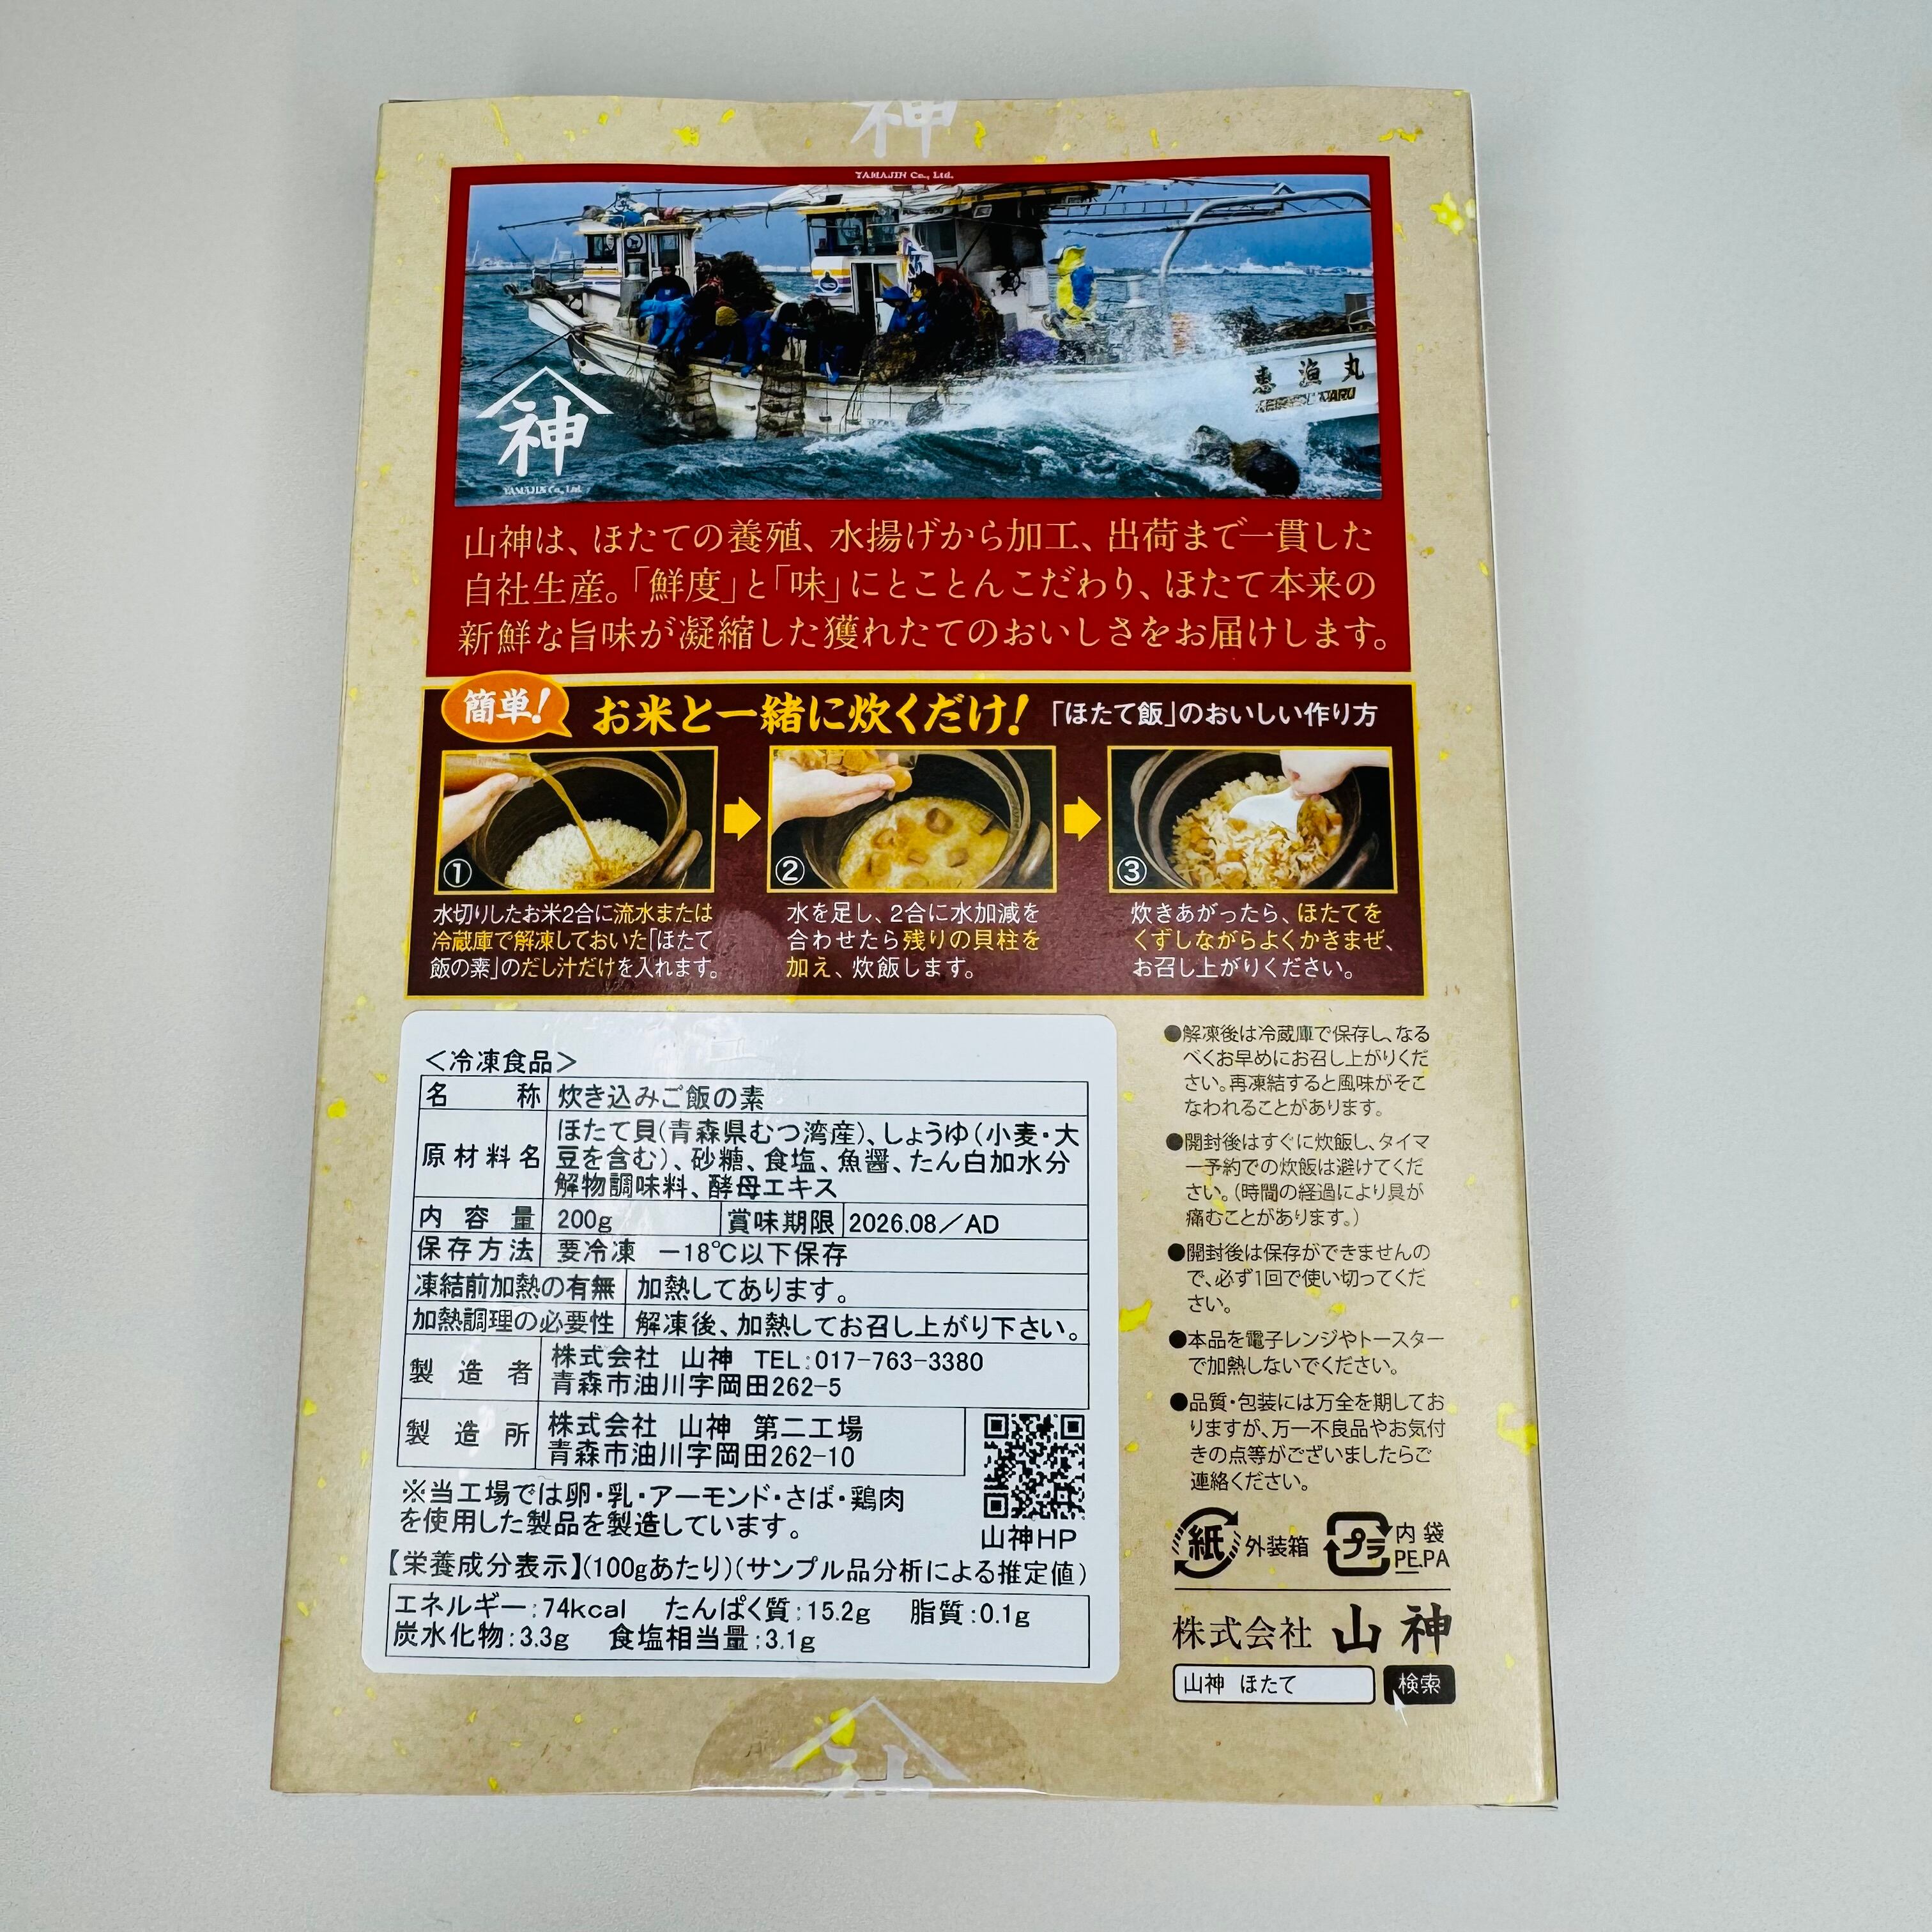 神
YAMAJIN Co., Ltd.
恵漁丸
神
YAMAJIN Co., Ltd.
山神は、ほたての養殖、水揚げから加工、出荷まで一貫した
自社生産。「鮮度」と「味」にとことんこだわり、ほたて本来の
新鮮な旨味が凝縮した獲れたてのおいしさをお届けします。
簡単!
お米と一緒に炊くだけ! 「ほたて飯」のおいしい作り方
①
水切りしたお米2合に流水または
冷蔵庫で解凍しておいた「ほたて
飯の素」のだし汁だけを入れます。
②
水を足し、2合に水加減を
合わせたら残りの貝柱を
加え、炊飯します。
③
炊きあがったら、ほたてを
くずしながらよくかきまぜ、
お召し上がりください。
<冷凍食品>
名称 炊き込みご飯の素
原材料名 ほたて貝(青森県むつ湾産)、しょうゆ(小麦・大
豆を含む)、砂糖、食塩、魚醤、たん白加水分
解物調味料、酵母エキス
内容量 200g 賞味期限 2026.08/AD
保存方法 要冷凍 -18℃以下保存
凍結前加熱の有無 加熱してあります。
加熱調理の必要性 解凍後、加熱してお召し上がり下さい。
製造者 株式会社 山神 TEL:017-763-3380
青森市油川字岡田262-5
製造所 株式会社 山神 第二工場
青森市油川字岡田262-10
※当工場では卵・乳・アーモンド・さば・鶏肉
を使用した製品を製造しています。
山神HP
【栄養成分表示】(100gあたり)(サンプル品分析による推定値)
エネルギー:74kcal たんぱく質:15.2g 脂質:0.1g
炭水化物:3.3g 食塩相当量:3.1g
●解凍後は冷蔵庫で保存し、なる
べくお早めにお召し上がりくだ
さい。再凍結すると風味がそこ
なわれることがあります。
●開封後はすぐに炊飯し、タイマ
ー予約での炊飯は避けてくだ
さい。(時間の経過により具が
痛むことがあります。)
●開封後は保存ができませんの
で、必ず1回で使い切ってくだ
さい。
●本品を電子レンジやトースター
で加熱しないでください。
●品質・包装には万全を期してお
りますが、万一不良品やお気付
きの点等がございましたらご
連絡ください。
紙 外装箱 プラ 内袋
PE.PA
株式会社 山神
山神 ほたて 検索
神